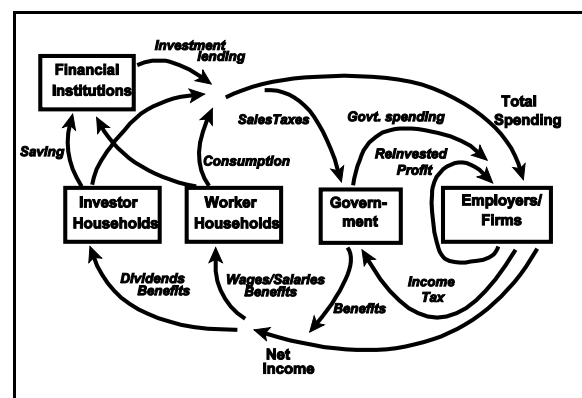 Investment
lending
Financial
Institutions
Total
Spending
SalesTaxes
Govt. spending
Reinvested
Profit
Saving
Consumption
Investor
Households
Worker
Households
Govern-
ment
Employers/
Firms
Dividends
Benefits
Wages/Salaries
Benefits
Benefits
Income
Tax
Net
Income